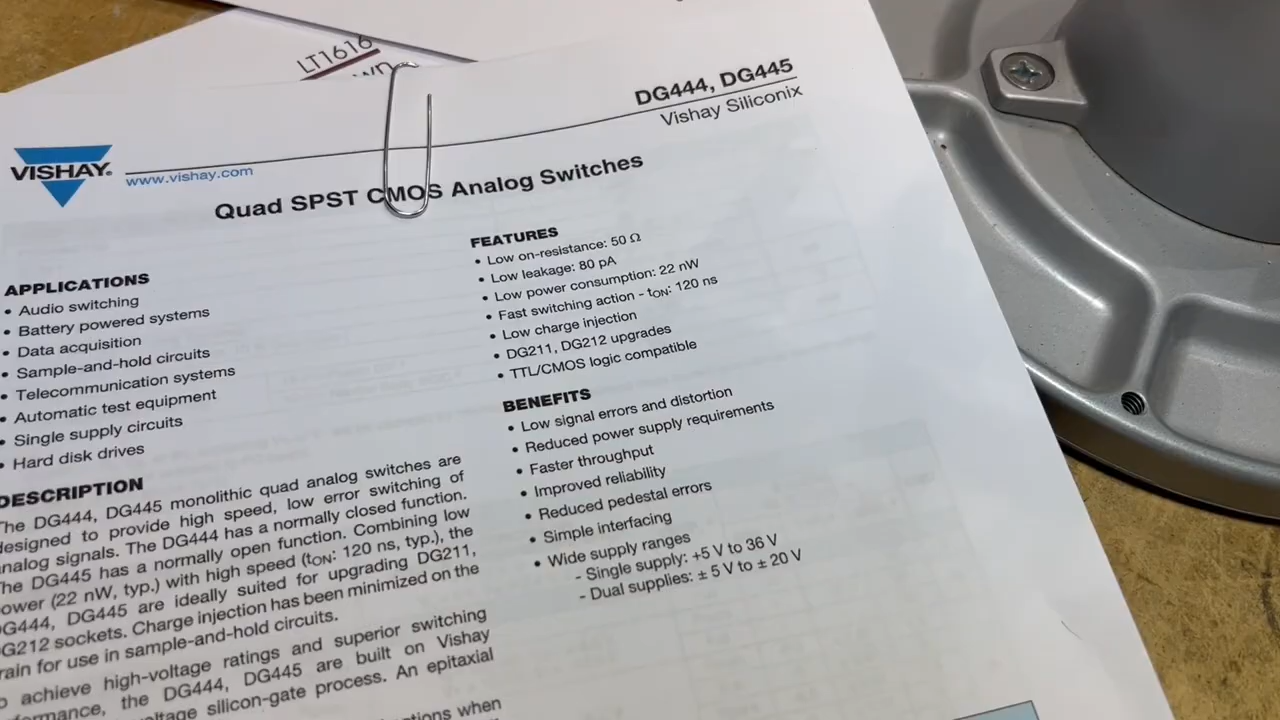 LT1616
DG444, DG445
Vishay Siliconix
VISHAY®
www.vishay.com
Quad SPST CMOS Analog Switches
APPLICATIONS
• Audio switching
• Battery powered systems
• Data acquisition
• Sample-and-hold circuits
• Telecommunication systems
• Automatic test equipment
• Single supply circuits
• Hard disk drives
DESCRIPTION
The DG444, DG445 monolithic quad analog switches are
designed to provide high speed, low error switching of
analog signals. The DG444 has a normally closed function.
The DG445 has a normally open function. Combining low
power (22 nW, typ.) with high speed (tON: 120 ns, typ.), the
DG444, DG445 are ideally suited for upgrading DG211,
DG212 sockets. Charge injection has been minimized on the
drain for use in sample-and-hold circuits.
To achieve high-voltage ratings and superior switching
performance, the DG444, DG445 are built on Vishay
silicon-gate process. An epitaxial
when
FEATURES
• Low on-resistance: 50 Ω
• Low leakage: 80 pA
• Low power consumption: 22 nW
• Fast switching action - tON: 120 ns
• Low charge injection
• DG211, DG212 upgrades
• TTL/CMOS logic compatible
BENEFITS
• Low signal errors and distortion
• Reduced power supply requirements
• Faster throughput
• Improved reliability
• Reduced pedestal errors
• Simple interfacing
• Wide supply ranges
- Single supply: +5 V to 36 V
- Dual supplies: ± 5 V to ± 20 V